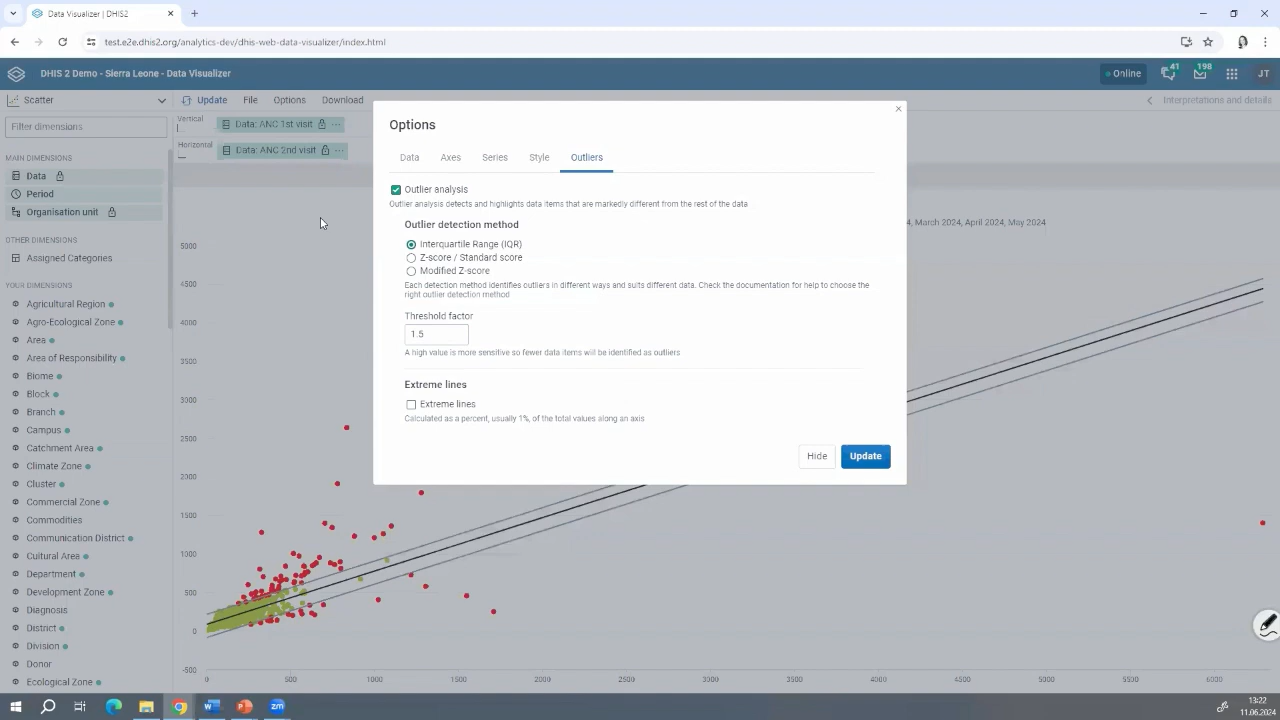 Data Visualizer | DHIS2
test.e2e.dhis2.org/analytics-dev/dhis-web-data-visualizer/index.html
DHIS 2 Demo - Sierra Leone - Data Visualizer
Online
41
198
JT
Scatter
Update
File
Options
Download
Interpretations and details
Filter dimensions
Vertical
Data: ANC 1st visit
Horizontal
Data: ANC 2nd visit
MAIN DIMENSIONS
Data
Period
Organisation unit
OTHER DIMENSIONS
Assigned Categories
YOUR DIMENSIONS
Agricultural Region
Agro-Ecological Zone
Area
Area of Responsibility
Biome
Block
Branch
Campus
Catchment Area
Climate Zone
Cluster
Commercial Zone
Commodities
Communication District
Cultural Area
Department
Development Zone
Diagnosis
District
Division
Donor
Ecological Zone
Options
Data
Axes
Series
Style
Outliers
Outlier analysis
Outlier analysis detects and highlights data items that are markedly different from the rest of the data
Outlier detection method
Interquartile Range (IQR)
Z-score / Standard score
Modified Z-score
Each detection method identifies outliers in different ways and suits different data. Check the documentation for help to choose the
right outlier detection method
Threshold factor
1.5
A high value is more sensitive so fewer data items will be identified as outliers
Extreme lines
Extreme lines
Calculated as a percent, usually 1%, of the total values along an axis
Hide
Update
4, March 2024, April 2024, May 2024
5000
4500
4000
3500
3000
2500
2000
1500
1000
500
0
-500
0
500
1000
1500
2000
2500
3000
3500
4000
4500
5000
5500
6000
13:22
11.06.2024